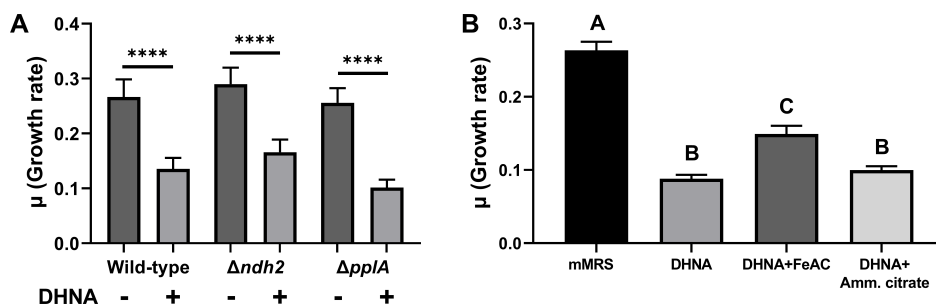 A
μ (Growth rate)
0.4
0.3
0.2
0.1
0.0
****
****
****
Wild-type
Δndh2
ΔpplA
DHNA - + - + - +
B
μ (Growth rate)
0.3
0.2
0.1
0.0
A
B
C
B
mMRS
DHNA
DHNA+FeAC
DHNA+
Amm. citrate